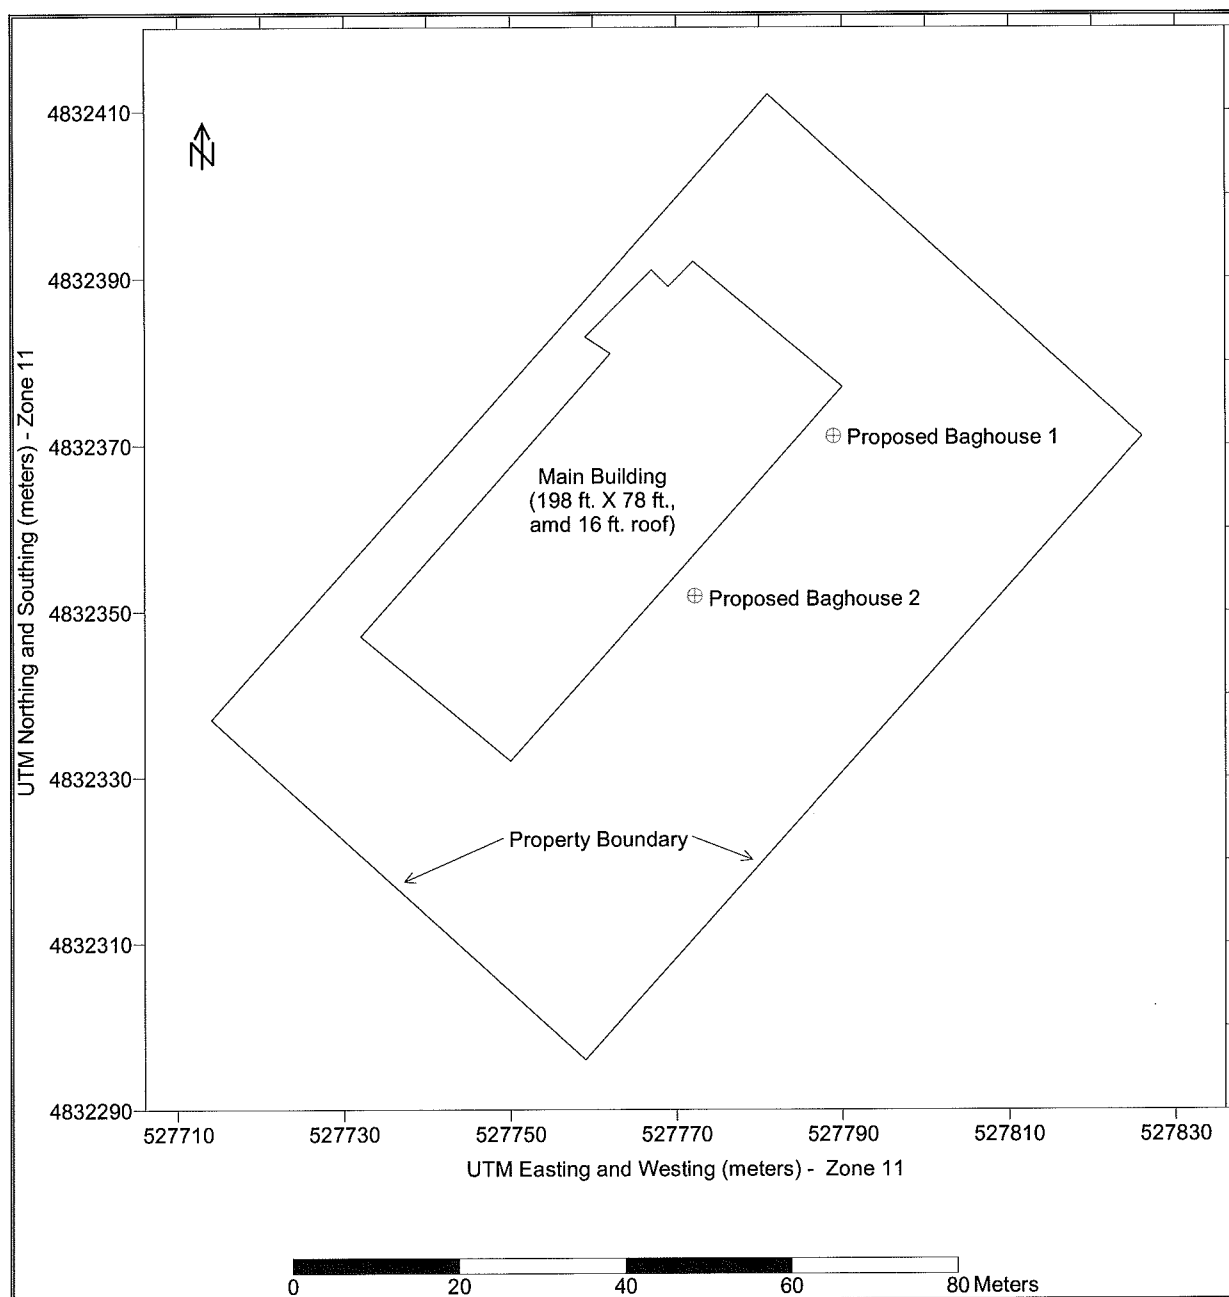 4832410
N
4832390
4832370
4832350
4832330
4832310
4832290
UTM Northing and Southing (meters) - Zone 11
Proposed Baghouse 1
Main Building
(198 ft. X 78 ft.,
amd 16 ft. roof)
Proposed Baghouse 2
Property Boundary
527710 527730 527750 527770 527790 527810 527830
UTM Easting and Westing (meters) - Zone 11
0 20 40 60 80 Meters